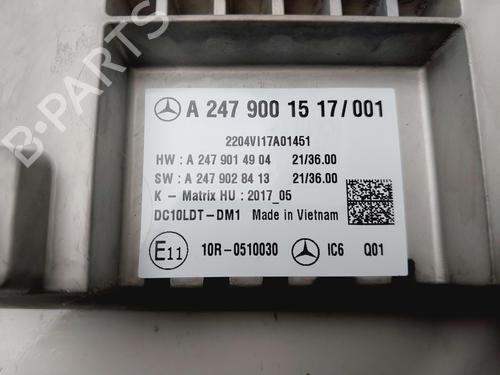 A 247 900 15 17/001
2204VI17A01451
HW : A 247 901 49 04 21/36.00
SW : A 247 902 84 13 21/36.00
K - Matrix HU : 2017_05
DC10LDT-DM1 Made in Vietnam
E11 10R-0510030 IC6 Q01
B-PARTS